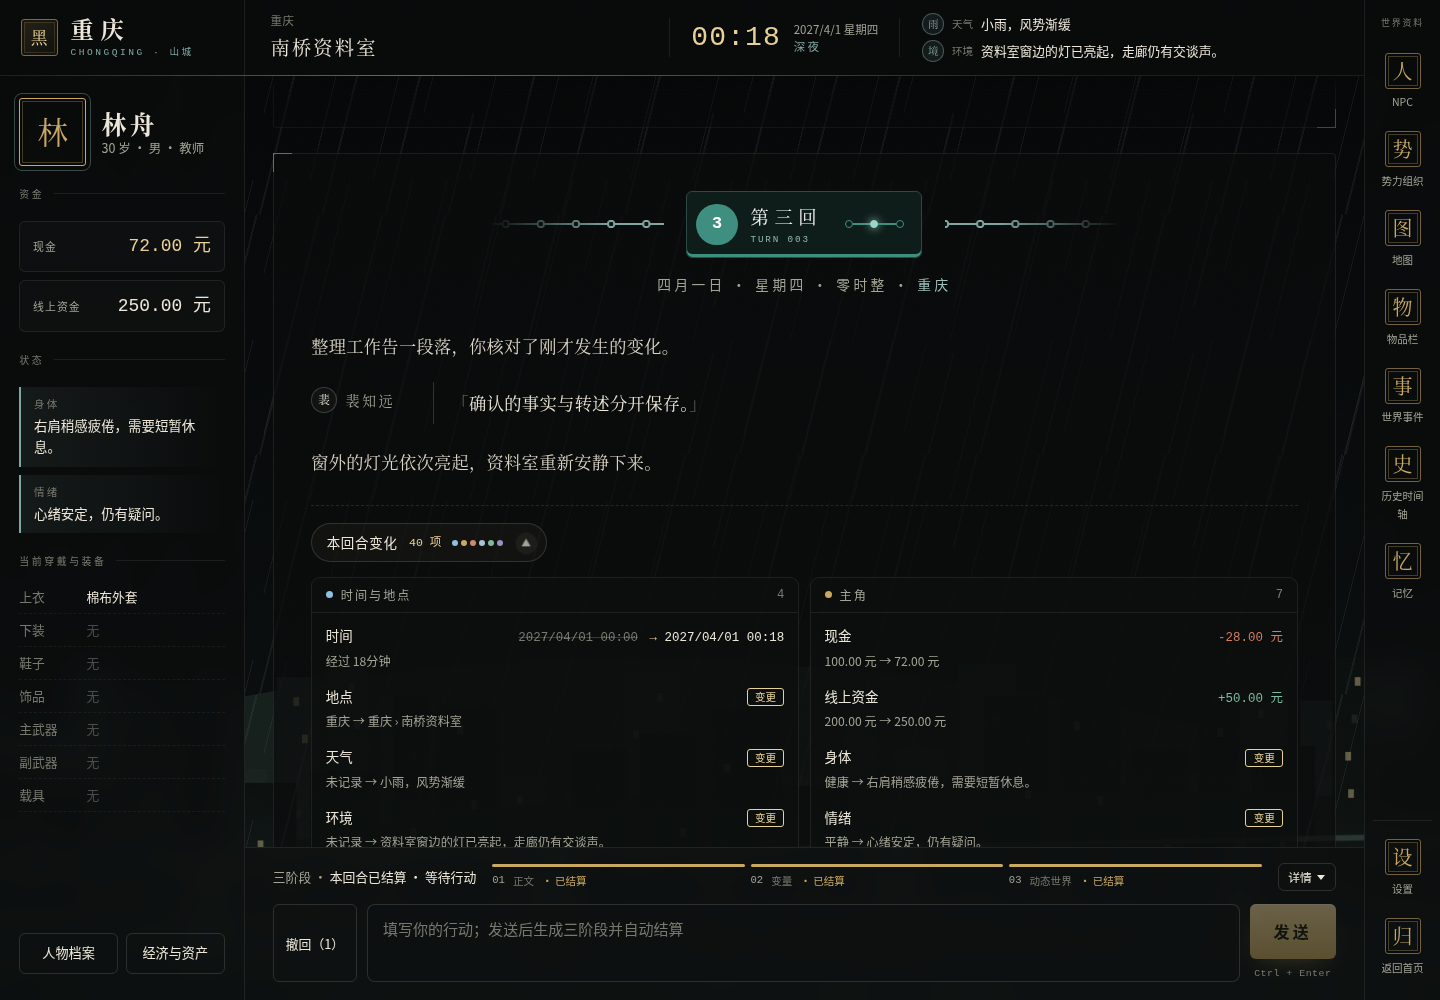 黑
重庆
CHONGQING · 山城
重庆
南桥资料室
00:18
2027/4/1 星期四
深夜
雨 天气 小雨，风势渐缓
境 环境 资料室窗边的灯已亮起，走廊仍有交谈声。
林
林舟
30 岁 · 男 · 教师
资金
现金 72.00 元
线上资金 250.00 元
状态
身体
右肩稍感疲倦，需要短暂休
息。
情绪
心绪安定，仍有疑问。
当前穿戴与装备
上衣 棉布外套
下装 无
鞋子 无
饰品 无
主武器 无
副武器 无
载具 无
人物档案 经济与资产
3 第三回
TURN 003
四月一日 · 星期四 · 零时整 · 重庆
整理工作告一段落，你核对了刚才发生的变化。
裴 裴知远 「确认的事实与转述分开保存。」
窗外的灯光依次亮起，资料室重新安静下来。
本回合变化 40 项 ▲
时间与地点 4
时间 2027/04/01 00:00 → 2027/04/01 00:18
经过 18分钟
地点 变更
重庆 → 重庆 › 南桥资料室
天气 变更
未记录 → 小雨，风势渐缓
环境 变更
未记录 → 资料室窗边的灯已亮起，走廊仍有交谈声。
主角 7
现金 -28.00 元
100.00 元 → 72.00 元
线上资金 +50.00 元
200.00 元 → 250.00 元
身体 变更
健康 → 右肩稍感疲倦，需要短暂休息。
情绪 变更
平静 → 心绪安定，仍有疑问。
三阶段 · 本回合已结算 · 等待行动
01 正文 · 已结算
02 变量 · 已结算
03 动态世界 · 已结算
详情 ▼
撤回（1）
填写你的行动；发送后生成三阶段并自动结算
发送
Ctrl + Enter
世界资料
人
NPC
势
势力组织
图
地图
物
物品栏
事
世界事件
史
历史时间
轴
忆
记忆
设
设置
归
返回首页